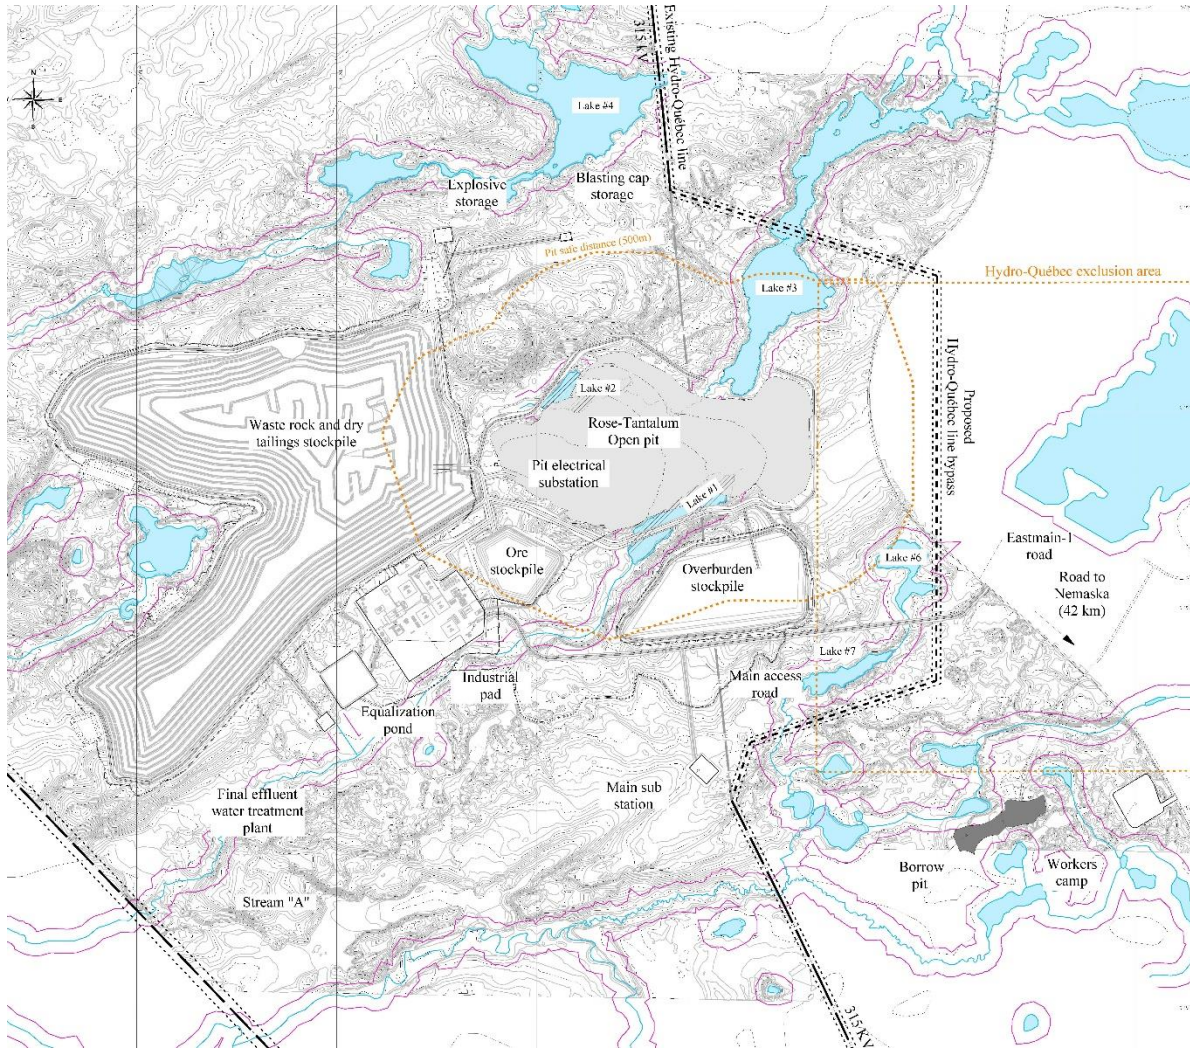 Existing Hydro-Québec line
315 KV
N
E
S
Lake #4
Explosive
storage
Blasting cap
storage
Pit safe distance (500m)
Hydro-Québec exclusion area
Lake #3
Lake #2
Waste rock and dry
tailings stockpile
Rose-Tantalum
Open pit
Pit electrical
substation
Lake #1
Proposed
Hydro-Québec line bypass
Ore
stockpile
Overburden
stockpile
Lake #6
Eastmain-1
road
Road to
Nemaska
(42 km)
Lake #7
Main access
road
Industrial
pad
Equalization
pond
Final effluent
water treatment
plant
Main sub
station
Borrow
pit
Workers
camp
Stream "A"
315 KV